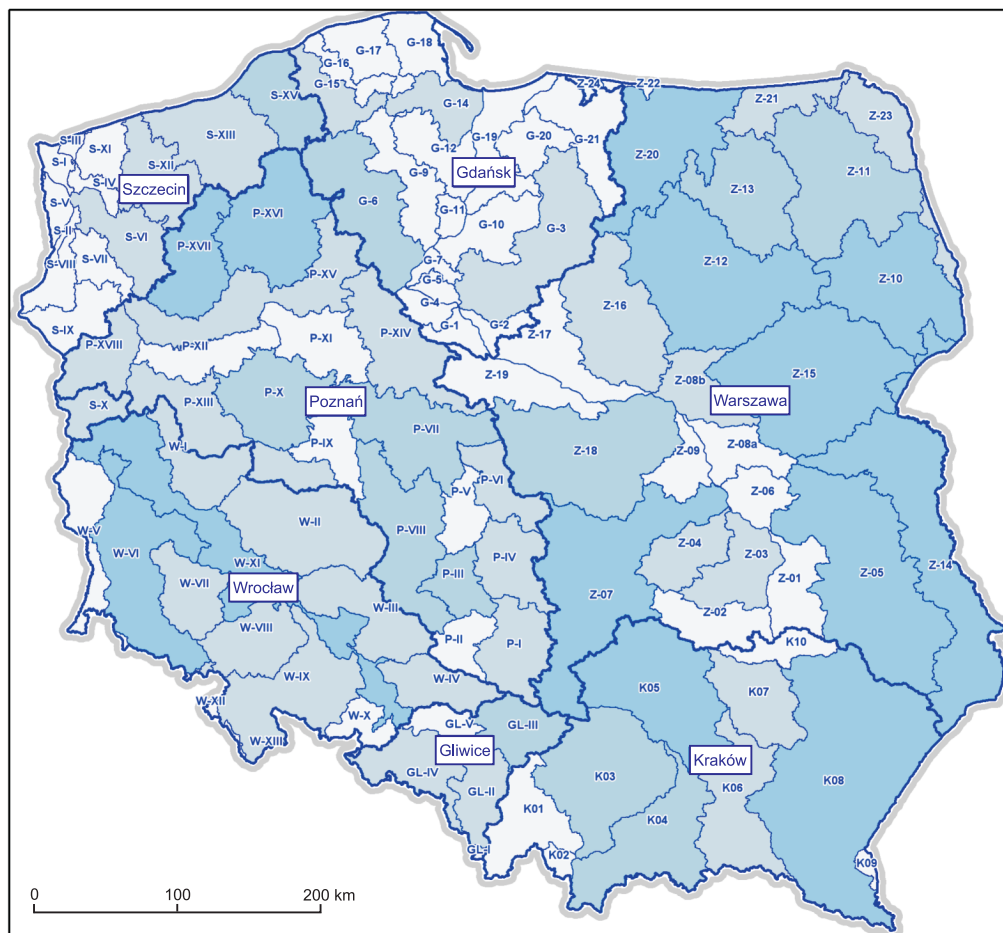 G-18
G-17
G-16
G-15
Z-24
Z-22
Z-21
Z-23
S-XV
G-14
S-III
S-XI
S-XIII
G-19
G-20
G-21
G-12
Z-20
S-I
S-XII
G-9
Gdańsk
Z-13
Z-11
S-IV
Szczecin
S-V
G-6
G-11
P-XVI
G-10
G-3
S-II
S-VI
P-XVII
S-VII
S-VIII
G-7
Z-12
P-XV
G-5
Z-10
G-4
Z-16
S-IX
G-1
G-2
P-XIV
Z-17
P-XI
P-XVIII
P-XII
Z-19
Z-08b
Z-15
P-X
Poznań
Warszawa
S-X
P-XIII
P-VII
W-I
P-IX
Z-18
Z-09
Z-08a
P-VI
P-V
Z-06
W-II
W-V
P-VIII
Z-04
Z-03
W-VI
P-IV
W-XI
P-III
Z-05
Z-14
W-VII
Wrocław
Z-07
Z-01
W-III
Z-02
W-VIII
P-II
P-I
K10
W-IX
W-IV
K05
K07
W-XII
W-X
GL-V
GL-III
W-XIII
Gliwice
Kraków
GL-IV
K03
K08
GL-II
K06
K01
K04
GL-I
K02
K09
0
100
200 km